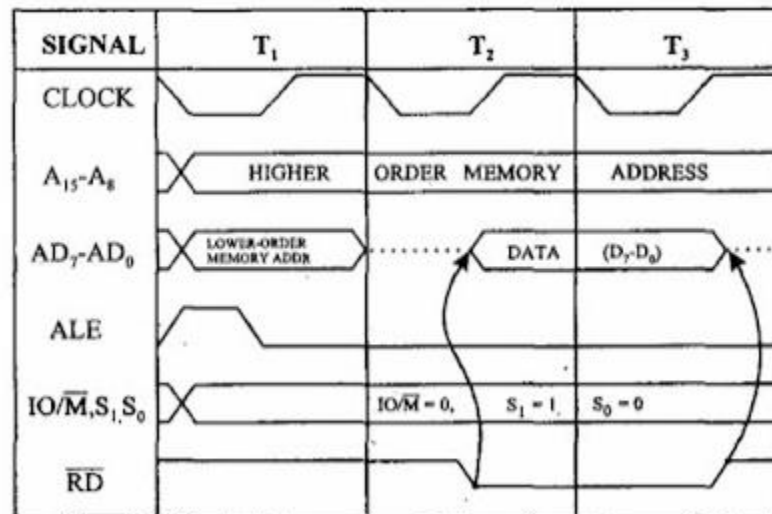 SIGNAL T₁ T₂ T₃
CLOCK
A₁₅-A₈ HIGHER ORDER MEMORY ADDRESS
AD₇-AD₀ LOWER-ORDER
MEMORY ADDR DATA (D₇-D₀)
ALE
IO/M̅,S₁,S₀ IO/M̅ = 0, S₁ = 1, S₀ = 0
R̅D̅